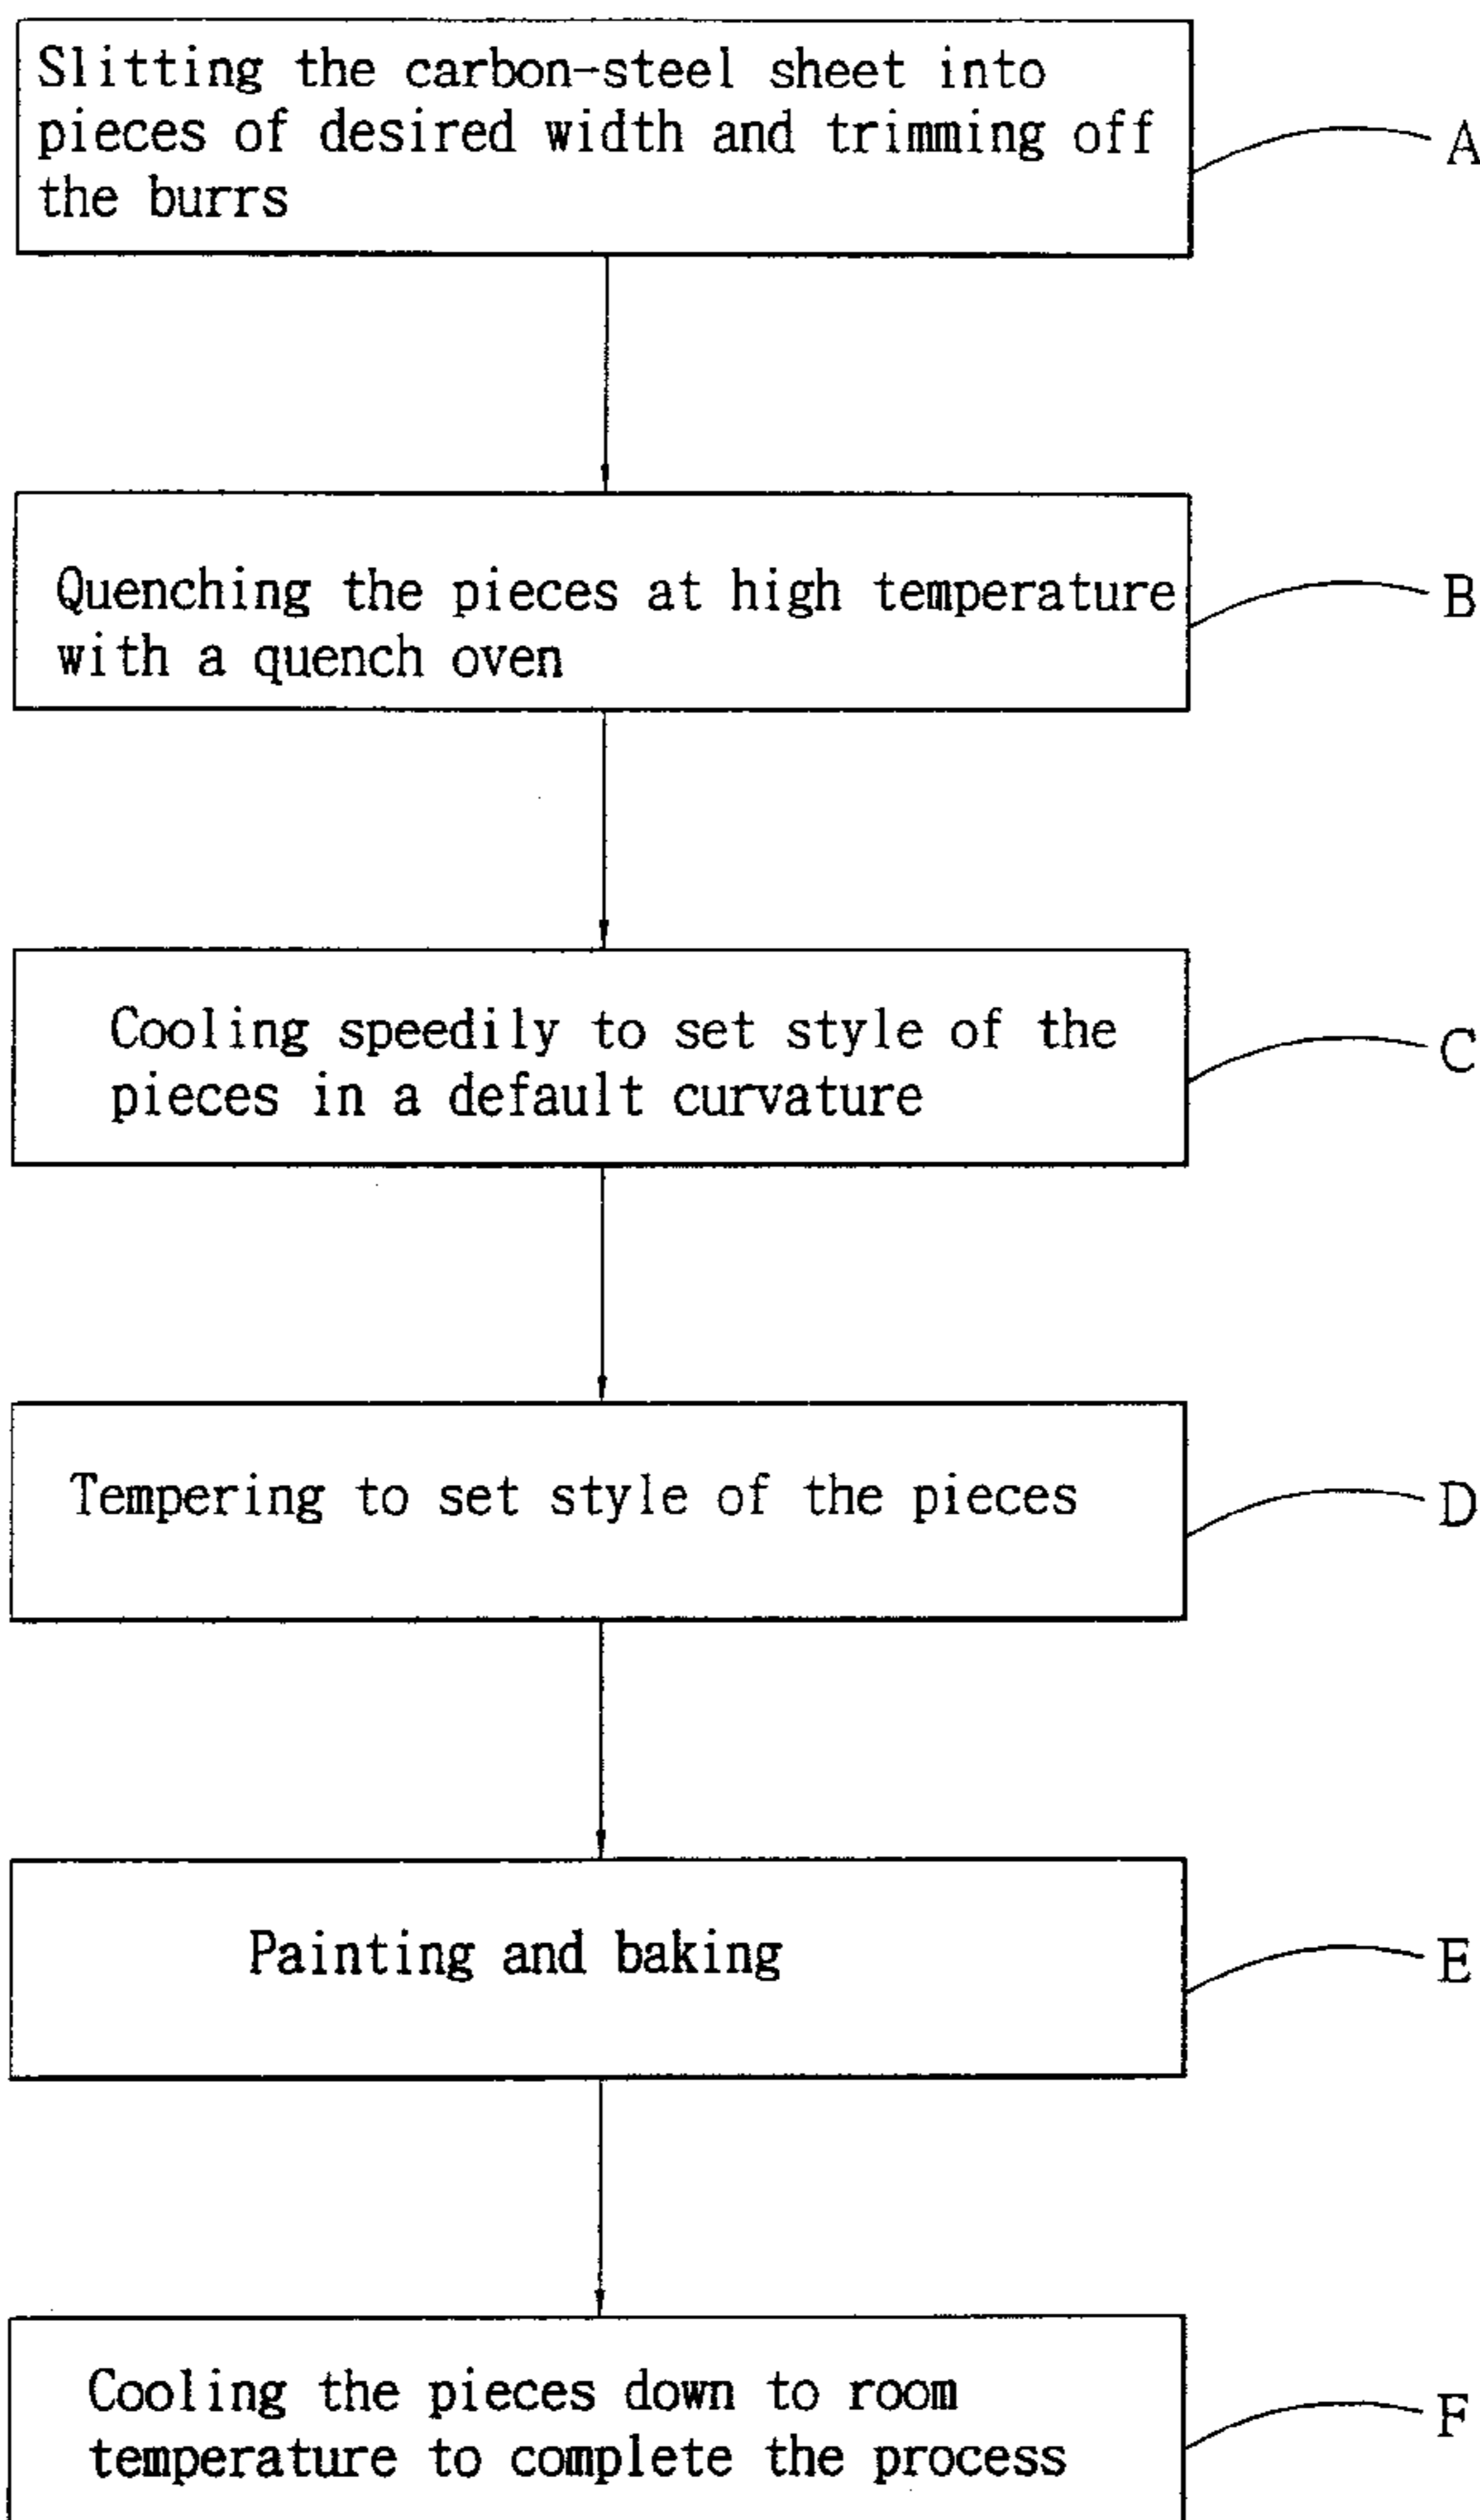 Slitting the carbon-steel sheet into
pieces of desired width and trimming off
the burrs
A
Quenching the pieces at high temperature
with a quench oven
B
Cooling speedily to set style of the
pieces in a default curvature
C
Tempering to set style of the pieces
D
Painting and baking
E
Cooling the pieces down to room
temperature to complete the process
F